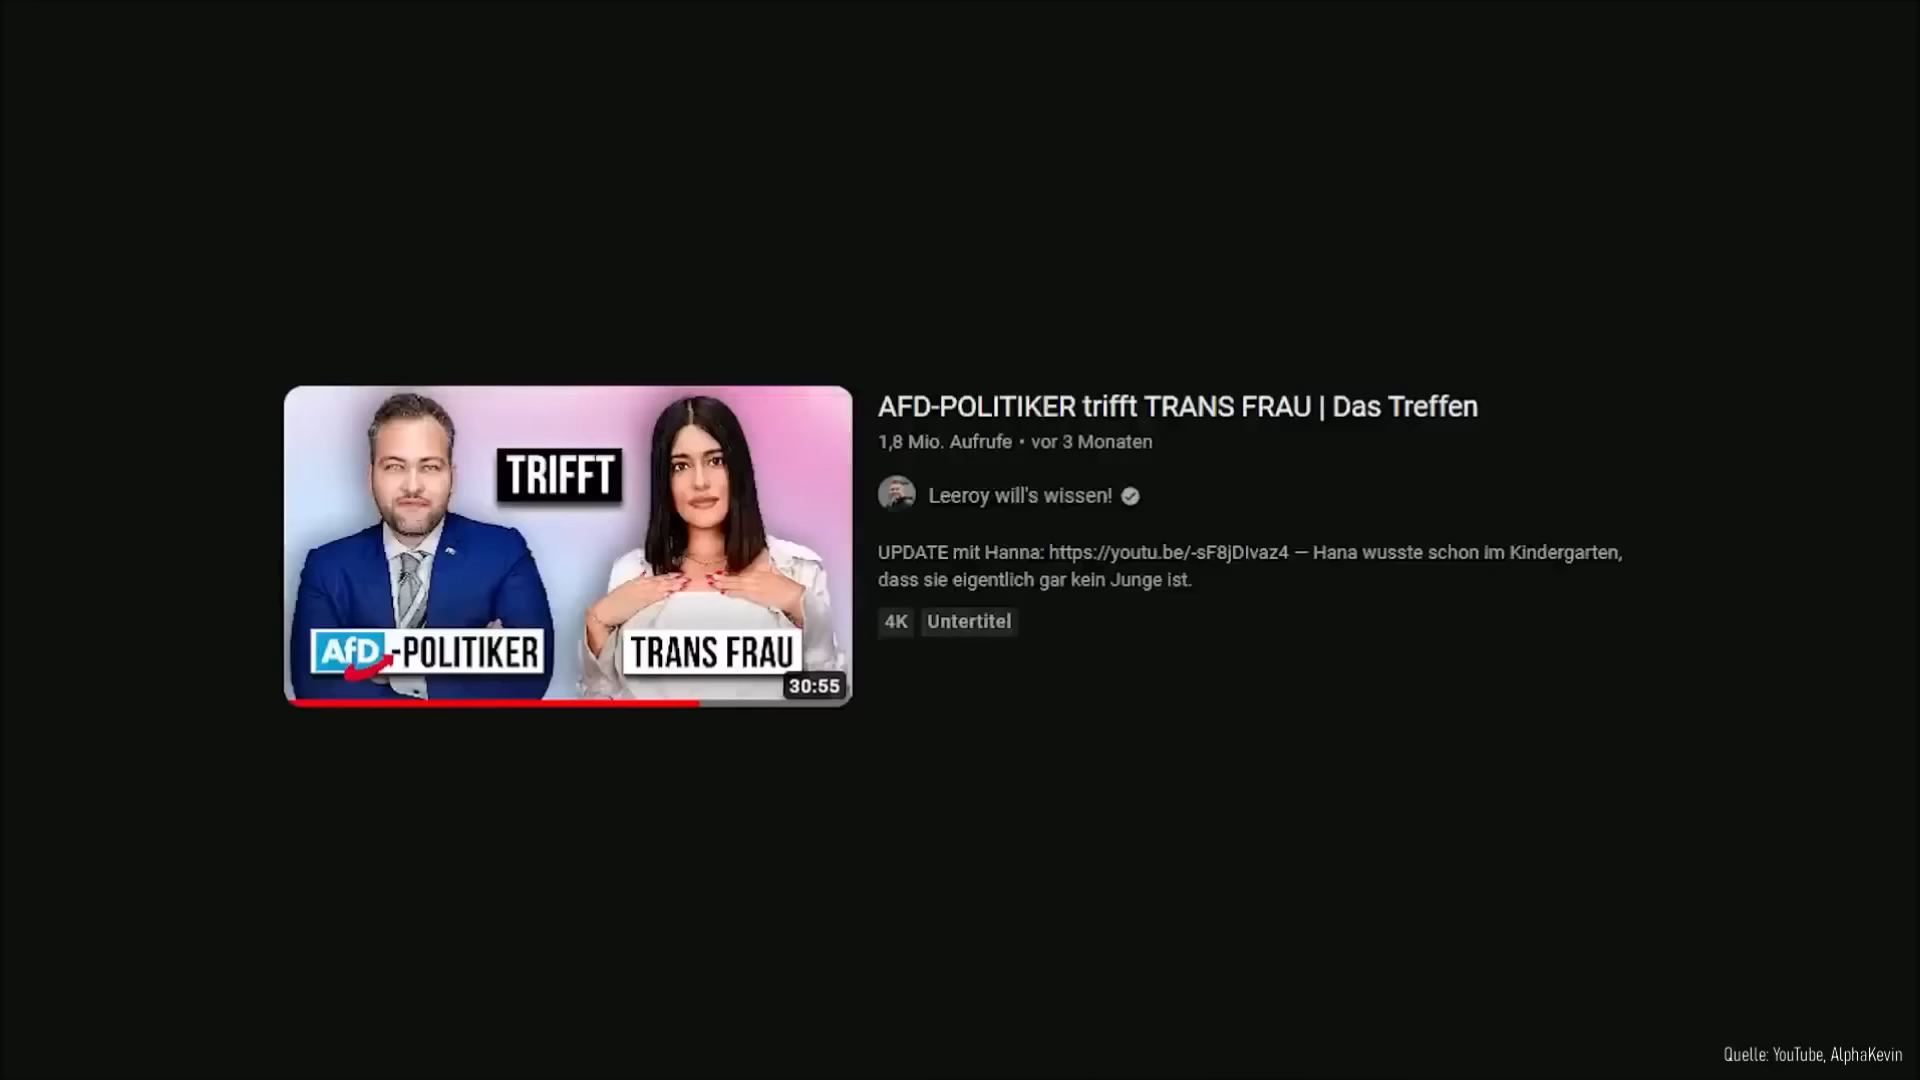 TRIFFT
AfD-POLITIKER
TRANS FRAU
30:55
AFD-POLITIKER trifft TRANS FRAU | Das Treffen
1,8 Mio. Aufrufe • vor 3 Monaten
Leeroy will's wissen!
UPDATE mit Hanna: https://youtu.be/-sF8jDIvaz4 — Hana wusste schon im Kindergarten,
dass sie eigentlich gar kein Junge ist.
4K Untertitel
Quelle: YouTube, AlphaKevin